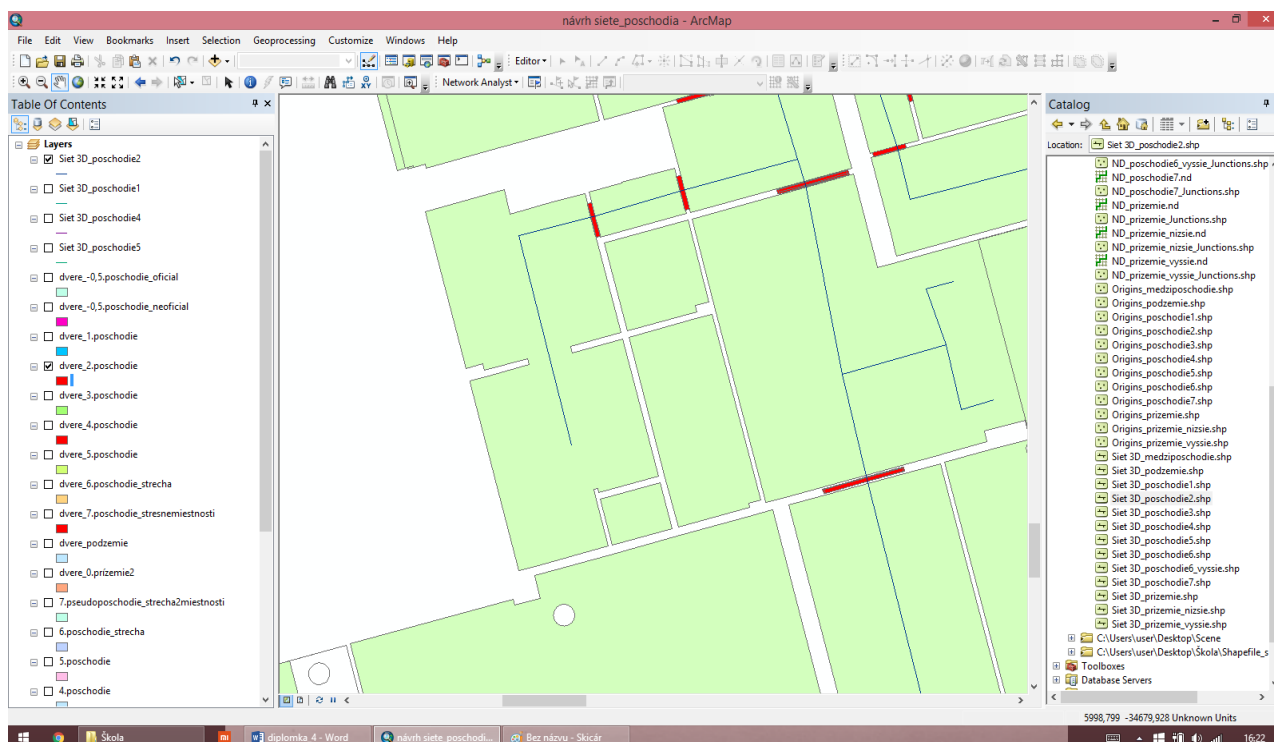 návrh siete_poschodia - ArcMap
File Edit View Bookmarks Insert Selection Geoprocessing Customize Windows Help
Editor
Network Analyst
Table Of Contents
Layers
Siet 3D_poschodie2
Siet 3D_poschodie1
Siet 3D_poschodie4
Siet 3D_poschodie5
dvere_-0,5.poschodie_oficial
dvere_-0,5.poschodie_neoficial
dvere_1.poschodie
dvere_2.poschodie
dvere_3.poschodie
dvere_4.poschodie
dvere_5.poschodie
dvere_6.poschodie_strecha
dvere_7.poschodie_stresnemiestnosti
dvere_podzemie
dvere_0.prízemie2
7.pseudoposchodie_strecha2miestnosti
6.poschodie_strecha
5.poschodie
4.poschodie
Catalog
Location: Siet 3D_poschodie2.shp
ND_poschodie6_vyssie_Junctions.shp
ND_poschodie7.nd
ND_poschodie7_Junctions.shp
ND_prizemie.nd
ND_prizemie_Junctions.shp
ND_prizemie_nizsie.nd
ND_prizemie_nizsie_Junctions.shp
ND_prizemie_vyssie.nd
ND_prizemie_vyssie_Junctions.shp
Origins_medziposchodie.shp
Origins_podzemie.shp
Origins_poschodie1.shp
Origins_poschodie2.shp
Origins_poschodie3.shp
Origins_poschodie4.shp
Origins_poschodie5.shp
Origins_poschodie6.shp
Origins_poschodie7.shp
Origins_prizemie.shp
Origins_prizemie_nizsie.shp
Origins_prizemie_vyssie.shp
Siet 3D_medziposchodie.shp
Siet 3D_podzemie.shp
Siet 3D_poschodie1.shp
Siet 3D_poschodie2.shp
Siet 3D_poschodie3.shp
Siet 3D_poschodie4.shp
Siet 3D_poschodie5.shp
Siet 3D_poschodie6.shp
Siet 3D_poschodie6_vyssie.shp
Siet 3D_poschodie7.shp
Siet 3D_prizemie.shp
Siet 3D_prizemie_nizsie.shp
Siet 3D_prizemie_vyssie.shp
C:\Users\user\Desktop\Scene
C:\Users\user\Desktop\Škola\Shapefile_s
Toolboxes
Database Servers
5998,799 -34679,928 Unknown Units
Škola
mi
diplomka 4 - Word
návrh siete_poschodi...
Bez názvu - Skicár
16:22